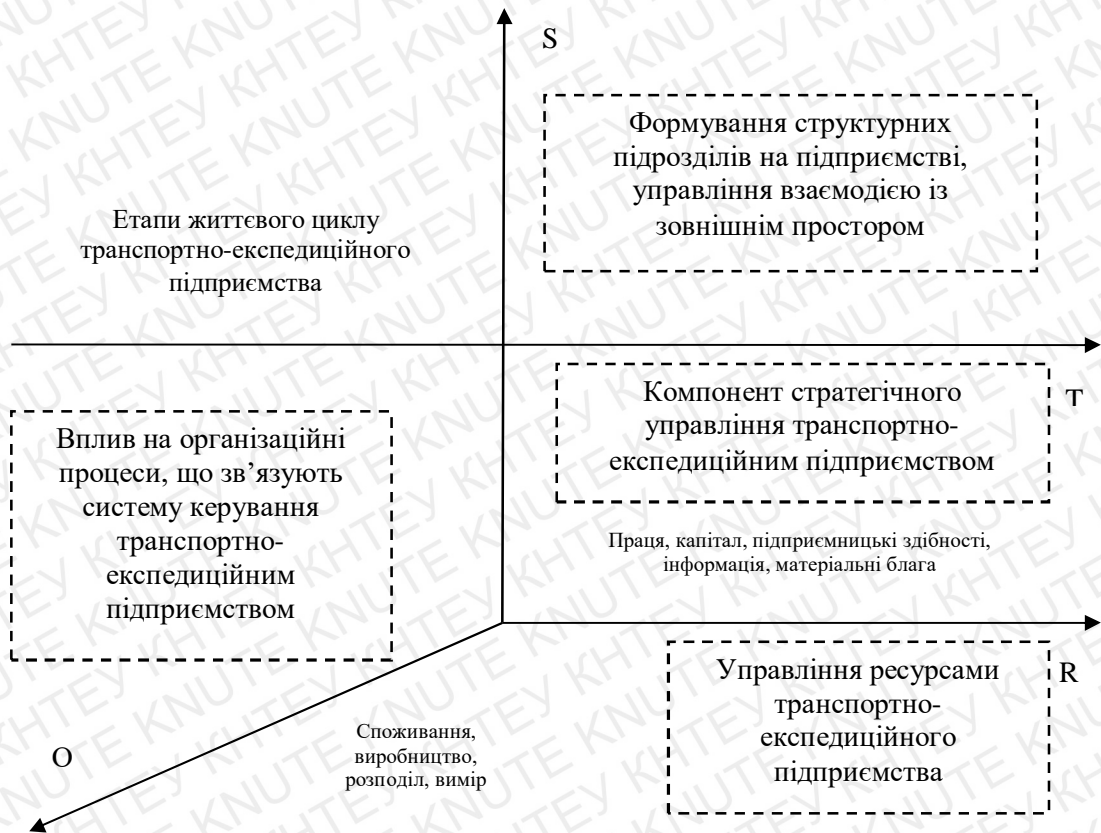 S
Формування структурних
підрозділів на підприємстві,
управління взаємодією із
зовнішнім простором
Етапи життєвого циклу
транспортно-експедиційного
підприємства
Компонент стратегічного
управління транспортно-
експедиційним підприємством
T
Вплив на організаційні
процеси, що зв’язують
систему керування
транспортно-
експедиційним
підприємством
Праця, капітал, підприємницькі здібності,
інформація, матеріальні блага
Управління ресурсами
транспортно-
експедиційного
підприємства
R
Споживання,
виробництво,
розподіл, вимір
O
КНТЕУ KNUTE